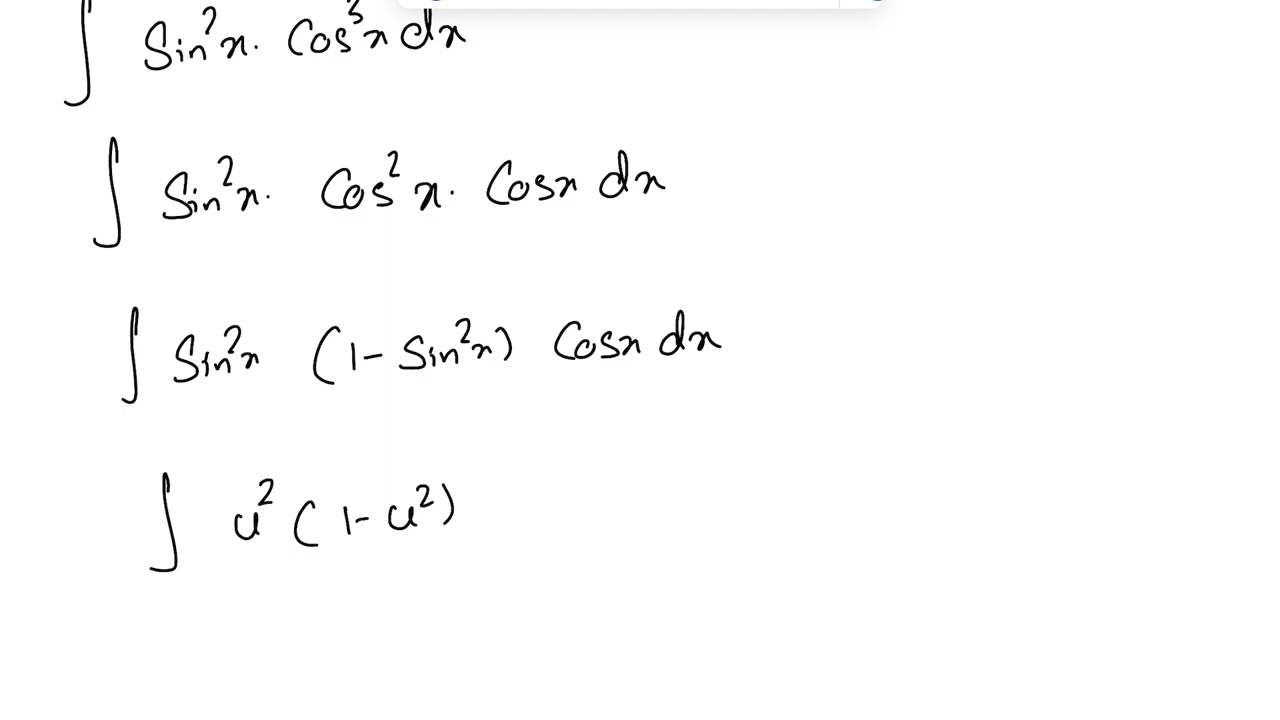 ∫ Sin²x. Cos³x dx
∫ Sin²x. Cos²x. Cosx dx
∫ Sin²x (1- Sin²x) Cosx dx
∫ u² (1- u²)